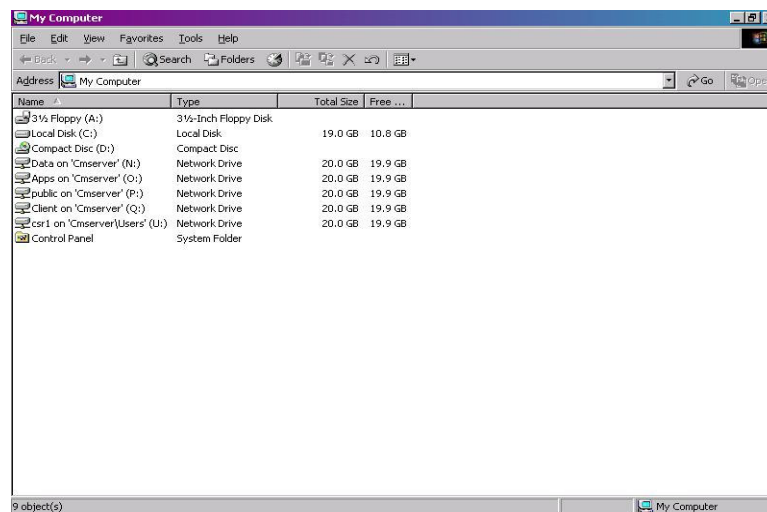 My Computer
File Edit View Favorites Tools Help
Back Search Folders
Address My Computer Go Ope
Name Type Total Size Free ...
3½ Floppy (A:) 3½-Inch Floppy Disk
Local Disk (C:) Local Disk 19.0 GB 10.8 GB
Compact Disc (D:) Compact Disc
Data on 'Cmserver' (N:) Network Drive 20.0 GB 19.9 GB
Apps on 'Cmserver' (O:) Network Drive 20.0 GB 19.9 GB
public on 'Cmserver' (P:) Network Drive 20.0 GB 19.9 GB
Client on 'Cmserver' (Q:) Network Drive 20.0 GB 19.9 GB
csr1 on 'Cmserver\Users' (U:) Network Drive 20.0 GB 19.9 GB
Control Panel System Folder
9 object(s) My Computer